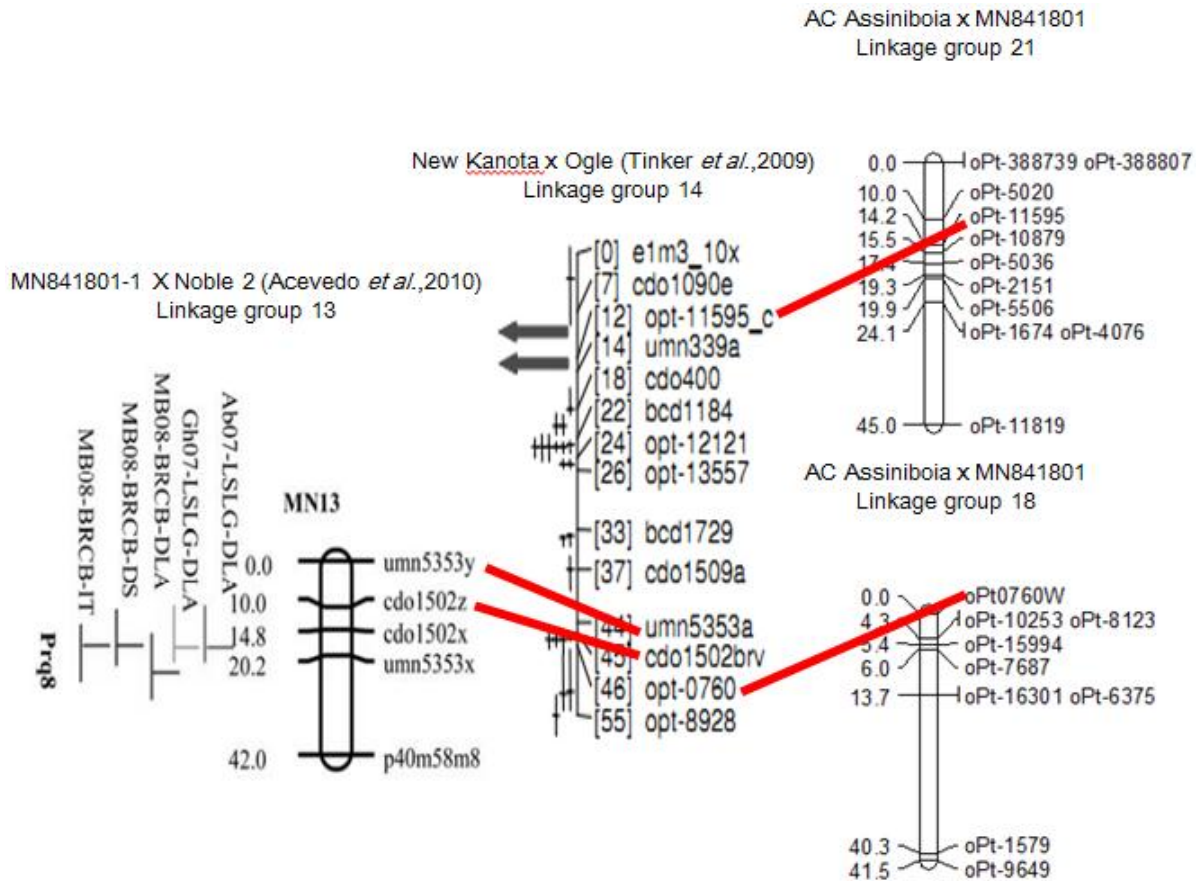 AC Assiniboia x MN841801
Linkage group 21
New Kanota x Ogle (Tinker et al.,2009)
Linkage group 14
MN841801-1 X Noble 2 (Acevedo et al.,2010)
Linkage group 13
0.0 oPt-388739 oPt-388807
10.0 oPt-5020
14.2 oPt-11595
15.5 oPt-10879
17.4 oPt-5036
19.3 oPt-2151
19.9 oPt-5506
24.1 oPt-1674 oPt-4076
45.0 oPt-11819
[0] e1m3_10x
[7] cdo1090e
[12] opt-11595_c
[14] umn339a
[18] cdo400
[22] bcd1184
[24] opt-12121
[26] opt-13557
[33] bcd1729
[37] cdo1509a
[44] umn5353a
[45] cdo1502brv
[46] opt-0760
[55] opt-8928
Prq8
MB08-BRCB-IT
MB08-BRCB-DS
MB08-BRCB-DLA
Gh07-LSLG-DLA
Ab07-LSLG-DLA
MN13
0.0 umn5353y
10.0 cdo1502z
14.8 cdo1502x
20.2 umn5353x
42.0 p40m58m8
AC Assiniboia x MN841801
Linkage group 18
0.0 oPt0760W
4.3 oPt-10253 oPt-8123
5.4 oPt-15994
6.0 oPt-7687
13.7 oPt-16301 oPt-6375
40.3 oPt-1579
41.5 oPt-9649